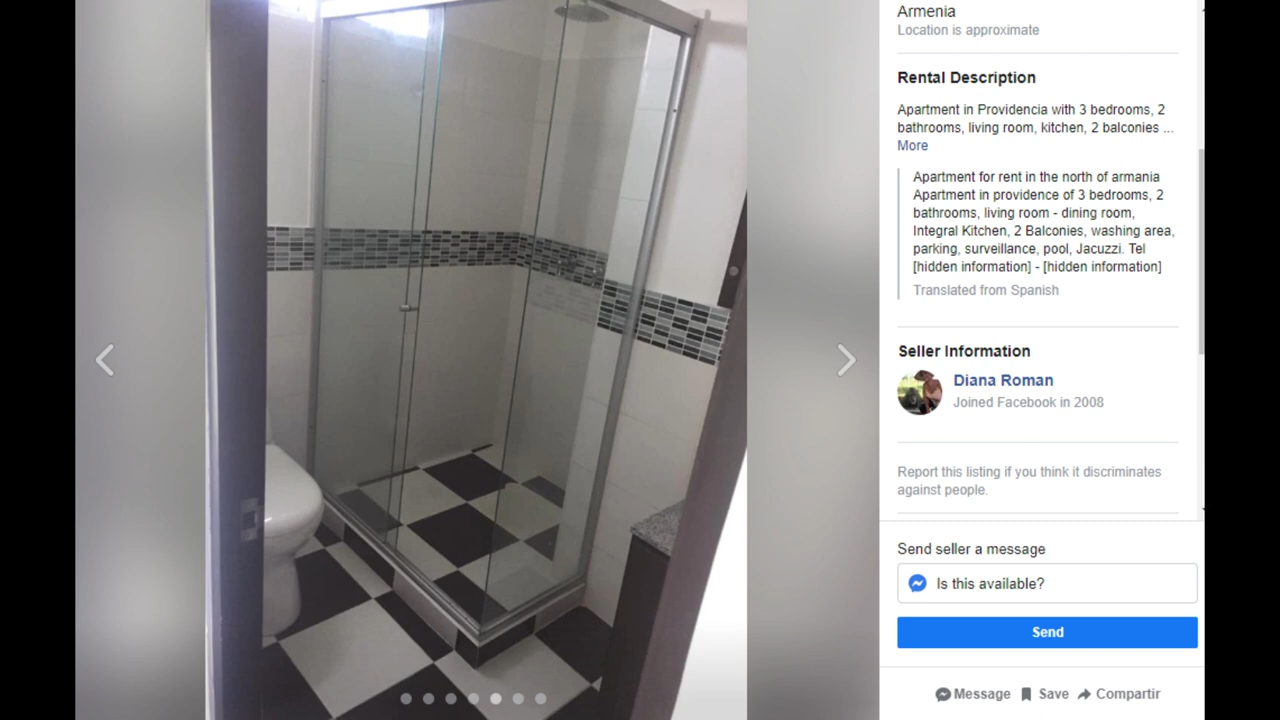 Armenia
Location is approximate
Rental Description
Apartment in Providencia with 3 bedrooms, 2
bathrooms, living room, kitchen, 2 balconies ...
More
Apartment for rent in the north of armania
Apartment in providence of 3 bedrooms, 2
bathrooms, living room - dining room,
Integral Kitchen, 2 Balconies, washing area,
parking, surveillance, pool, Jacuzzi. Tel
[hidden information] - [hidden information]
Translated from Spanish
Seller Information
Diana Roman
Joined Facebook in 2008
Report this listing if you think it discriminates
against people.
Send seller a message
Is this available?
Send
Message Save Compartir